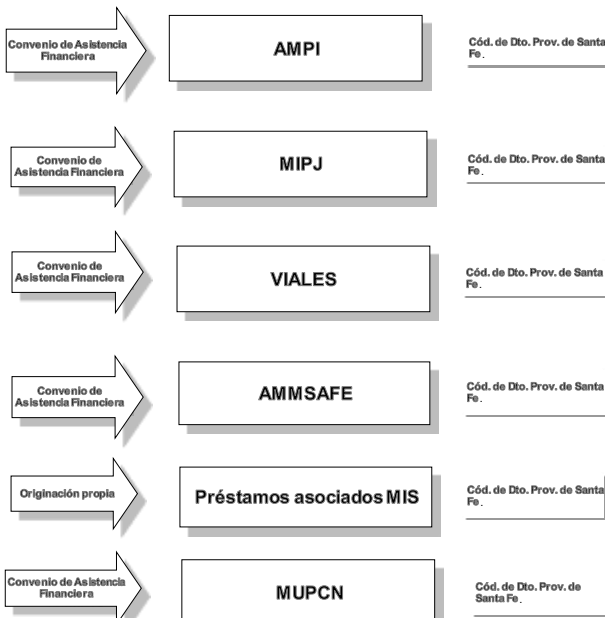 Convenio de Asistencia
Financiera
AMPI
Cód. de Dto. Prov. de Santa
Fe.
Convenio de
Asistencia Financiera
MIPJ
Cód. de Dto. Prov. de Santa
Fe.
Convenio de
Asistencia Financiera
VIALES
Cód. de Dto. Prov. de Santa
Fe.
Convenio de
Asistencia Financiera
AMMSAFE
Cód. de Dto. Prov. de Santa
Fe.
Originación propia
Préstamos asociados MIS
Cód. de Dto. Prov. de Santa
Fe.
Convenio de Asistencia
Financiera
MUPCN
Cód. de Dto. Prov. de
Santa Fe.